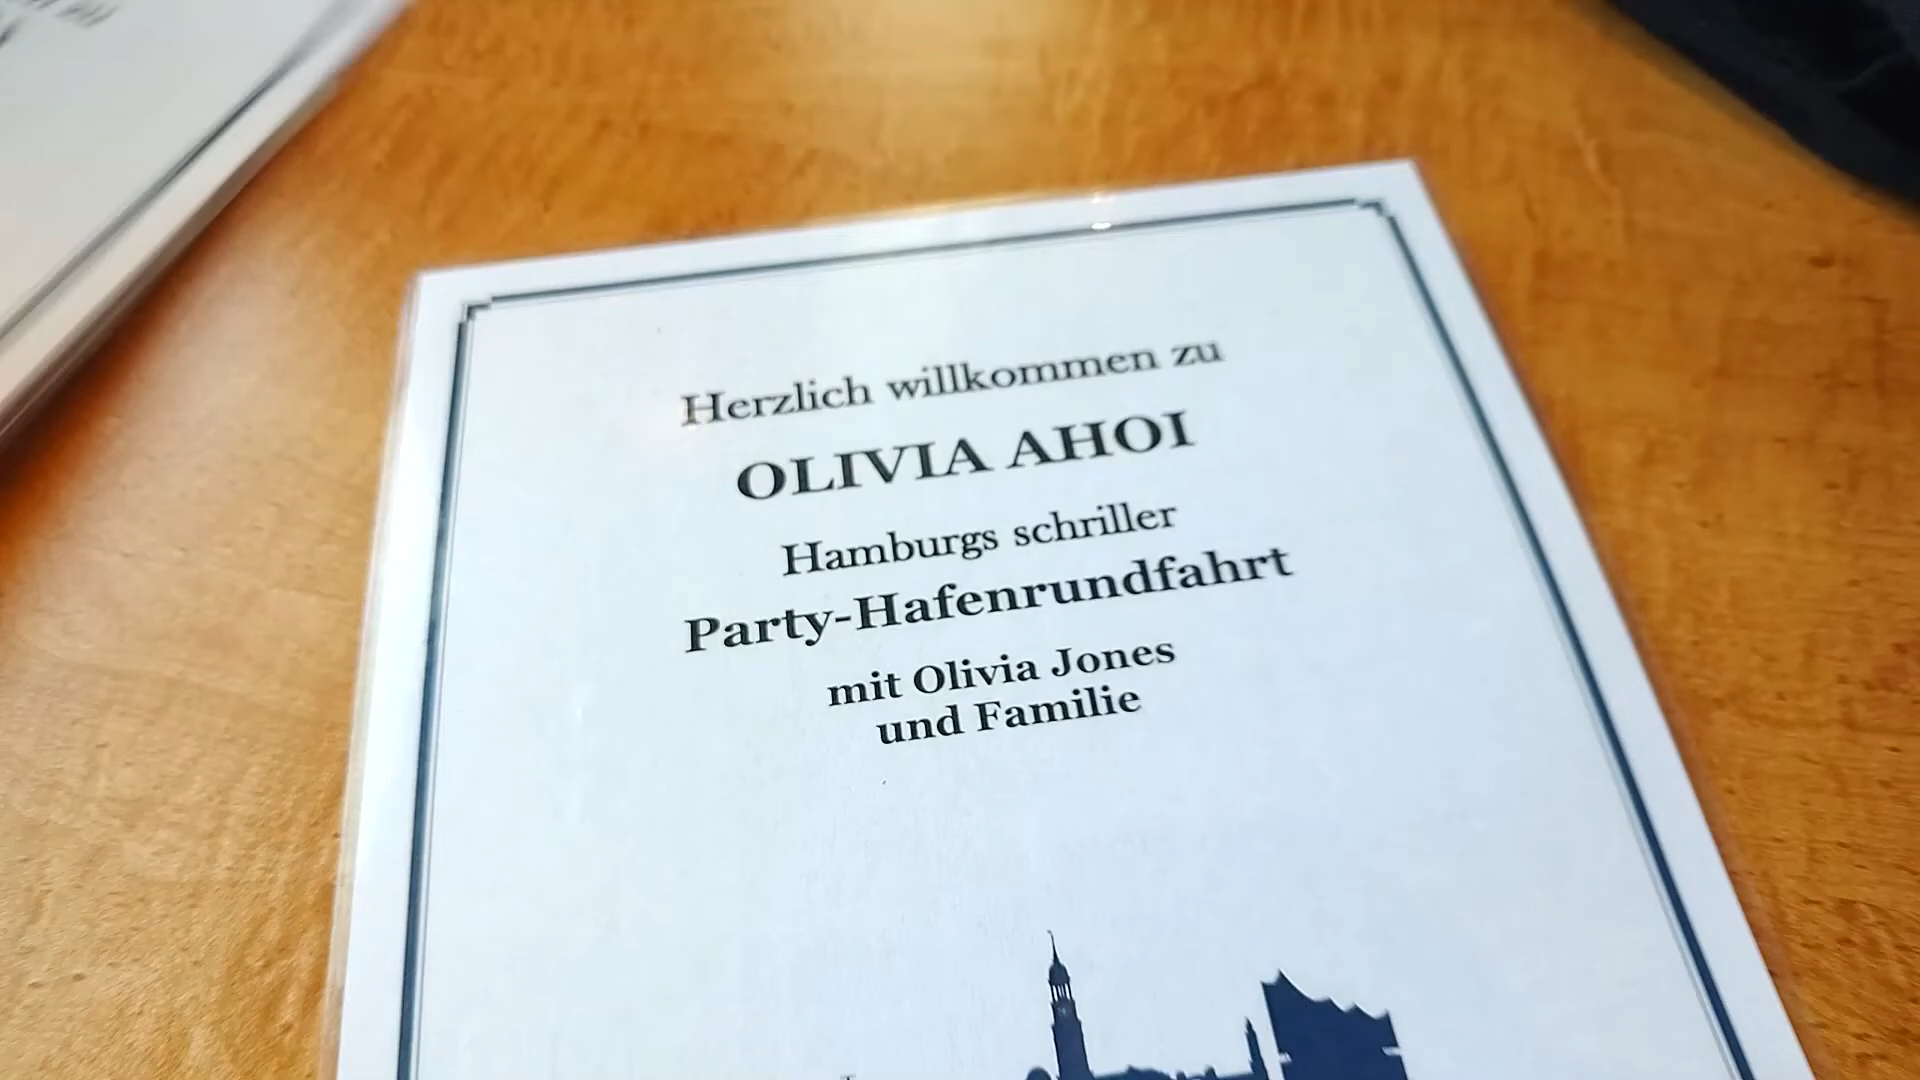 Herzlich willkommen zu
OLIVIA AHOI
Hamburgs schriller
Party-Hafenrundfahrt
mit Olivia Jones
und Familie